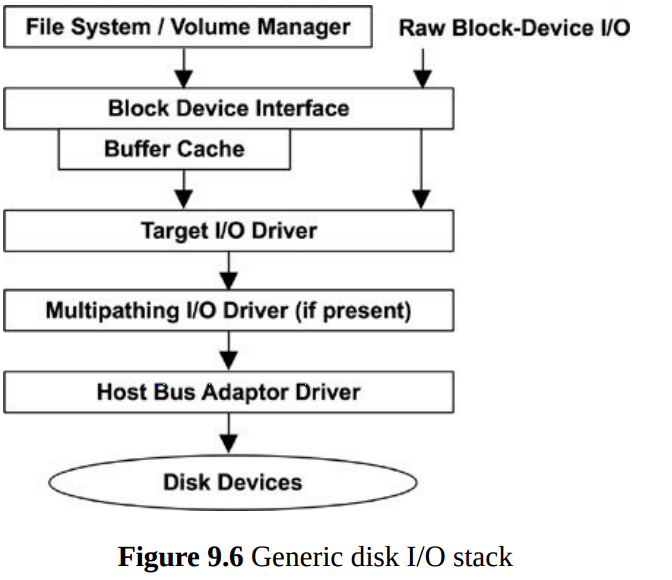 File System / Volume Manager
Raw Block-Device I/O
Block Device Interface
Buffer Cache
Target I/O Driver
Multipathing I/O Driver (if present)
Host Bus Adaptor Driver
Disk Devices
Figure 9.6 Generic disk I/O stack